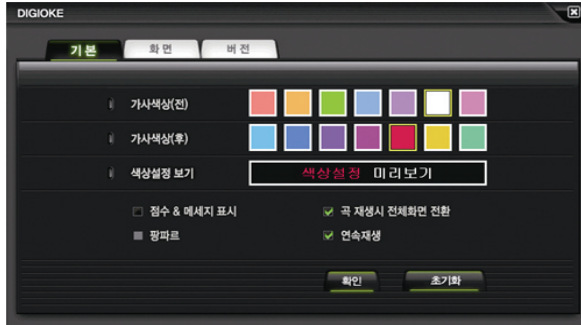 DIGIOKE
기본 화면 버전
가사색상(전)
가사색상(후)
색상설정 보기 색상설정 미리보기
점수 & 메세지 표시 곡 재생시 전체화면 전환
팡파르 연속재생
확인 초기화